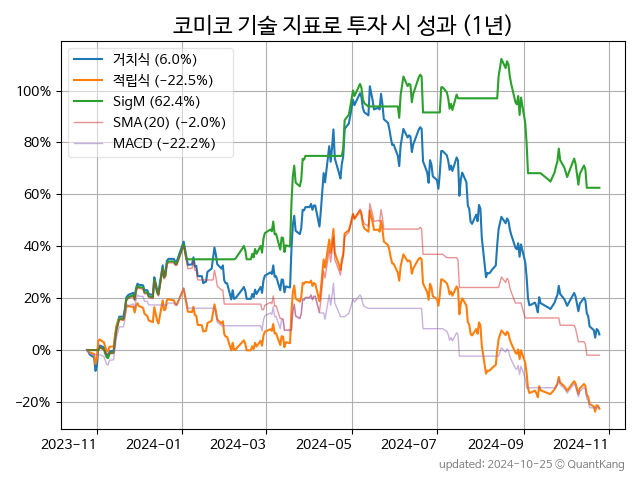 코미코 기술 지표로 투자 시 성과 (1년)
거치식 (6.0%)
적립식 (−22.5%)
SigM (62.4%)
SMA(20) (−2.0%)
MACD (−22.2%)
100%
80%
60%
40%
20%
0%
−20%
2023−11 2024−01 2024−03 2024−05 2024−07 2024−09 2024−11
updated: 2024−10−25 ⓒ QuantKang